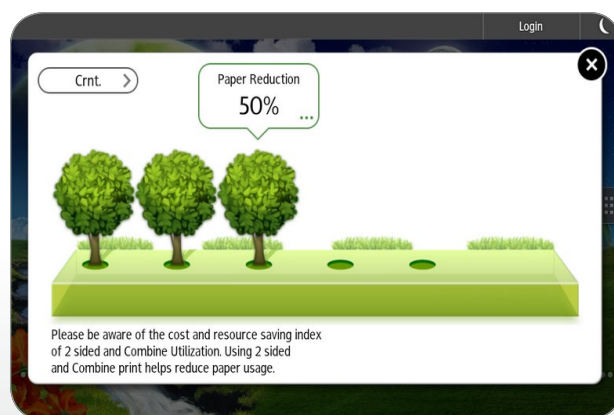 Login
Crnt.
Paper Reduction
50%
Please be aware of the cost and resource saving index
of 2 sided and Combine Utilization. Using 2 sided
and Combine print helps reduce paper usage.